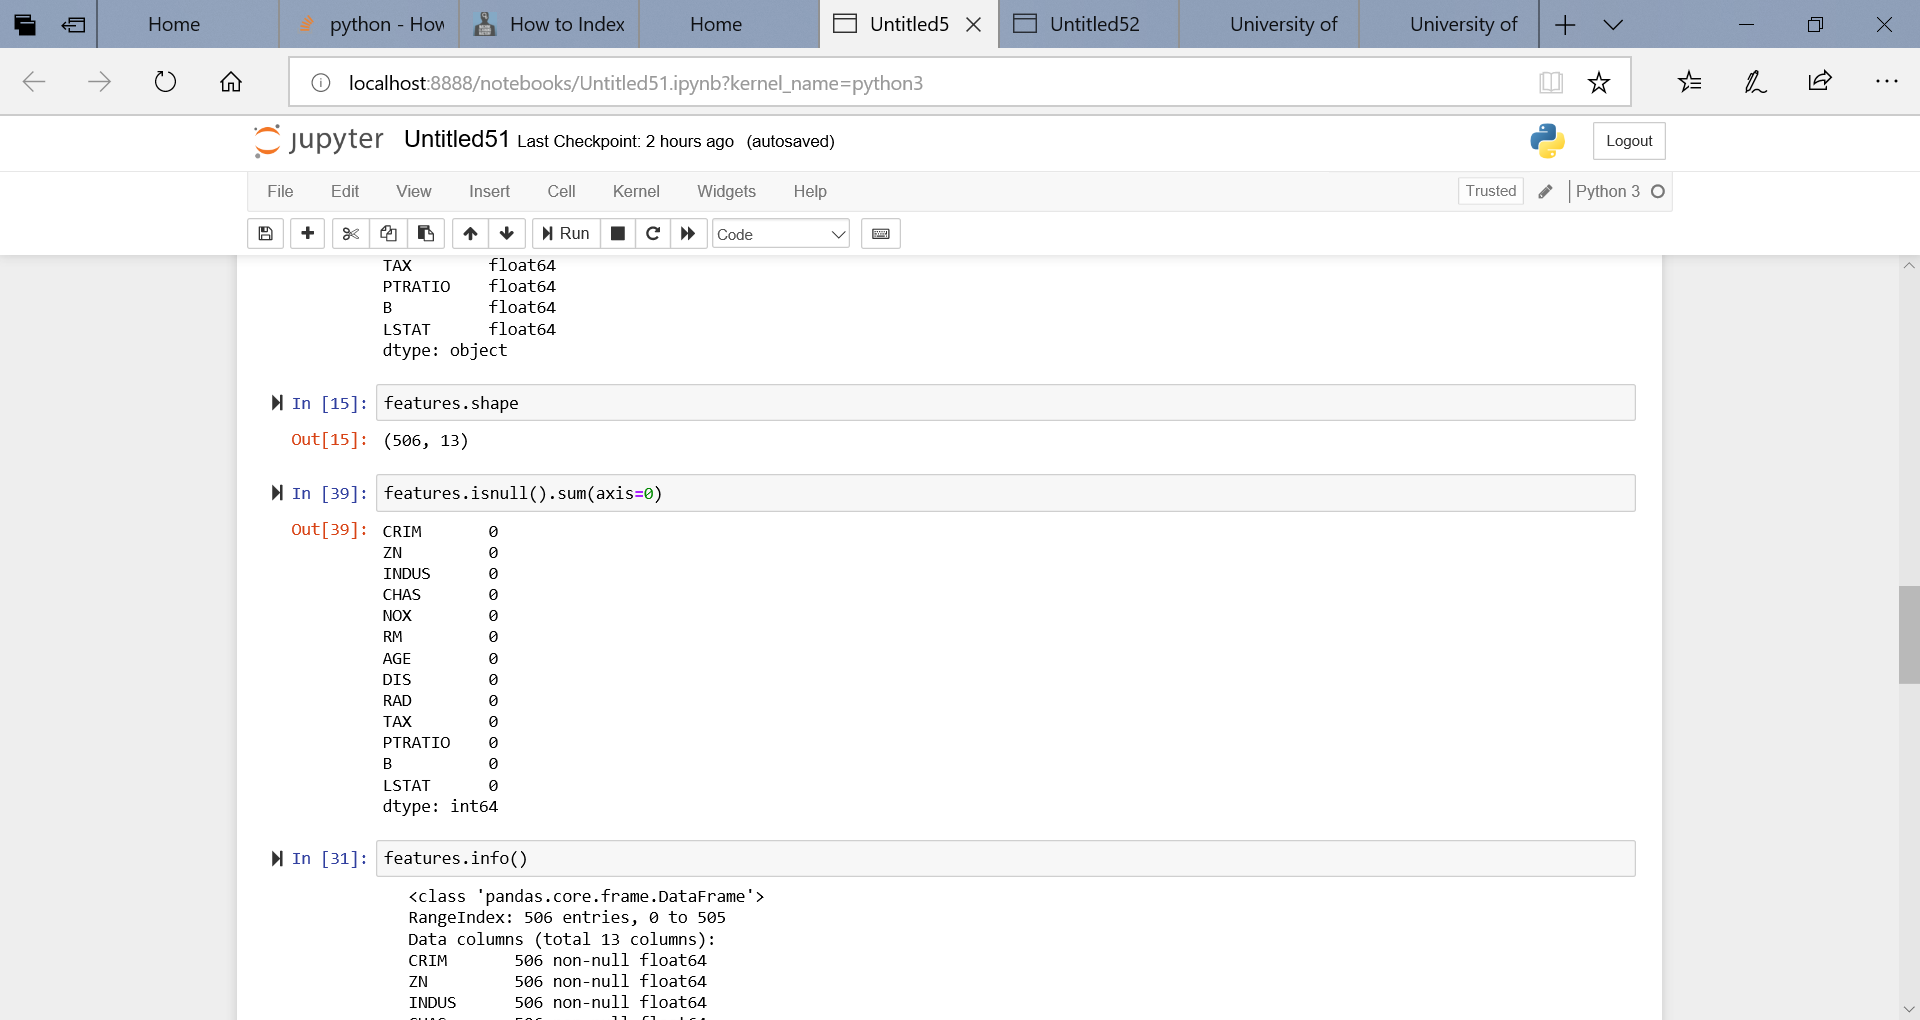 Home python - How How to Index Home Untitled5 Untitled52 University of University of
localhost:8888/notebooks/Untitled51.ipynb?kernel_name=python3
jupyter Untitled51 Last Checkpoint: 2 hours ago (autosaved) Logout
File Edit View Insert Cell Kernel Widgets Help Trusted Python 3
Run Code
TAX float64
PTRATIO float64
B float64
LSTAT float64
dtype: object
In [15]: features.shape
Out[15]: (506, 13)
In [39]: features.isnull().sum(axis=0)
Out[39]: CRIM 0
ZN 0
INDUS 0
CHAS 0
NOX 0
RM 0
AGE 0
DIS 0
RAD 0
TAX 0
PTRATIO 0
B 0
LSTAT 0
dtype: int64
In [31]: features.info()
<class 'pandas.core.frame.DataFrame'>
RangeIndex: 506 entries, 0 to 505
Data columns (total 13 columns):
CRIM 506 non-null float64
ZN 506 non-null float64
INDUS 506 non-null float64